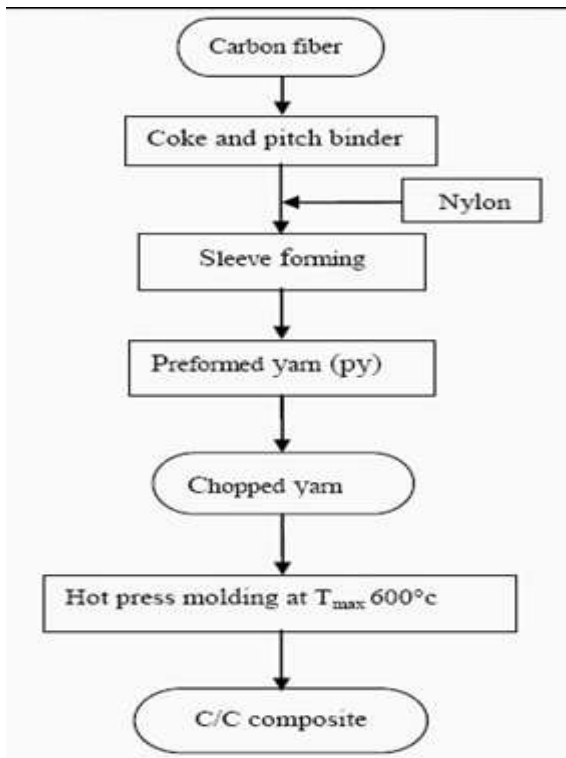 Carbon fiber
Coke and pitch binder
Nylon
Sleeve forming
Preformed yarn (py)
Chopped yarn
Hot press molding at Tmax 600°c
C/C composite